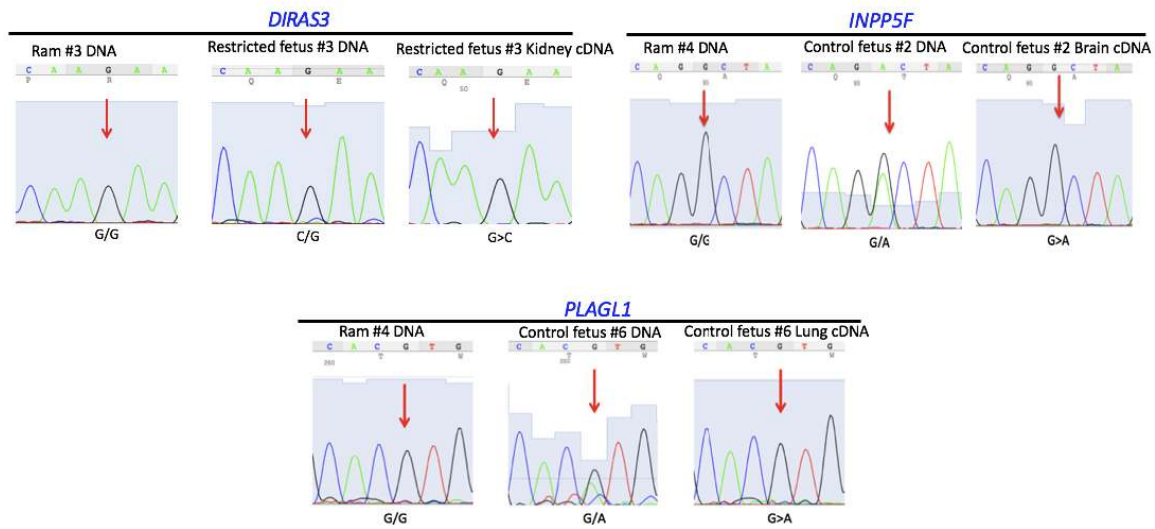 DIRAS3
Ram #3 DNA
Restricted fetus #3 DNA
Restricted fetus #3 Kidney cDNA
C A A G A A
P R
C A A G A A
Q E
C A A G A A
Q 50 E
G/G
C/G
G>C
INPP5F
Ram #4 DNA
Control fetus #2 DNA
Control fetus #2 Brain cDNA
C A G G C T A
Q A
C A G A C T A
Q T
C A G G C T A
Q A
G/G
G/A
G>A
PLAGL1
Ram #4 DNA
Control fetus #6 DNA
Control fetus #6 Lung cDNA
C A C G T G
T W
C A C G T G
T W
C A C G T G
T W
G/G
G/A
G>A